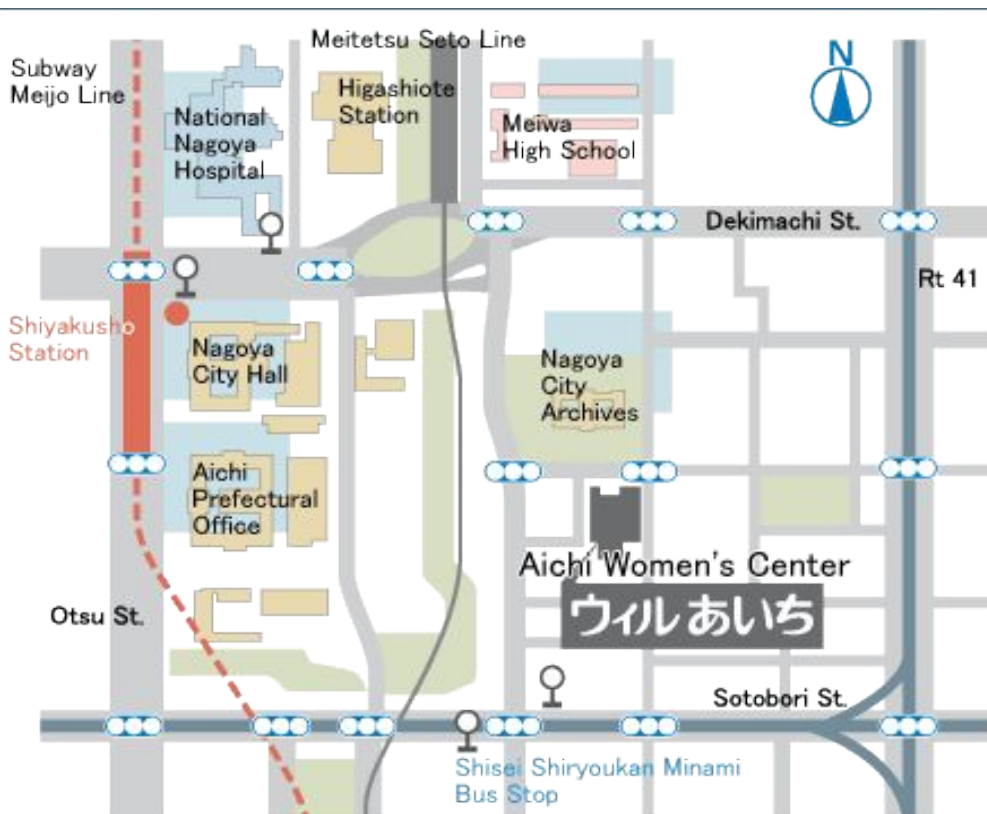 Meitetsu Seto Line
N
Subway
Meijo Line
Higashiote
Station
National
Nagoya
Hospital
Meiwa
High School
Dekimachi St.
Rt 41
Shiyakusho
Station
Nagoya
City Hall
Nagoya
City
Archives
Aichi
Prefectural
Office
Aichi Women's Center
ウィルあいち
Otsu St.
Sotobori St.
Shisei Shiryoukan Minami
Bus Stop